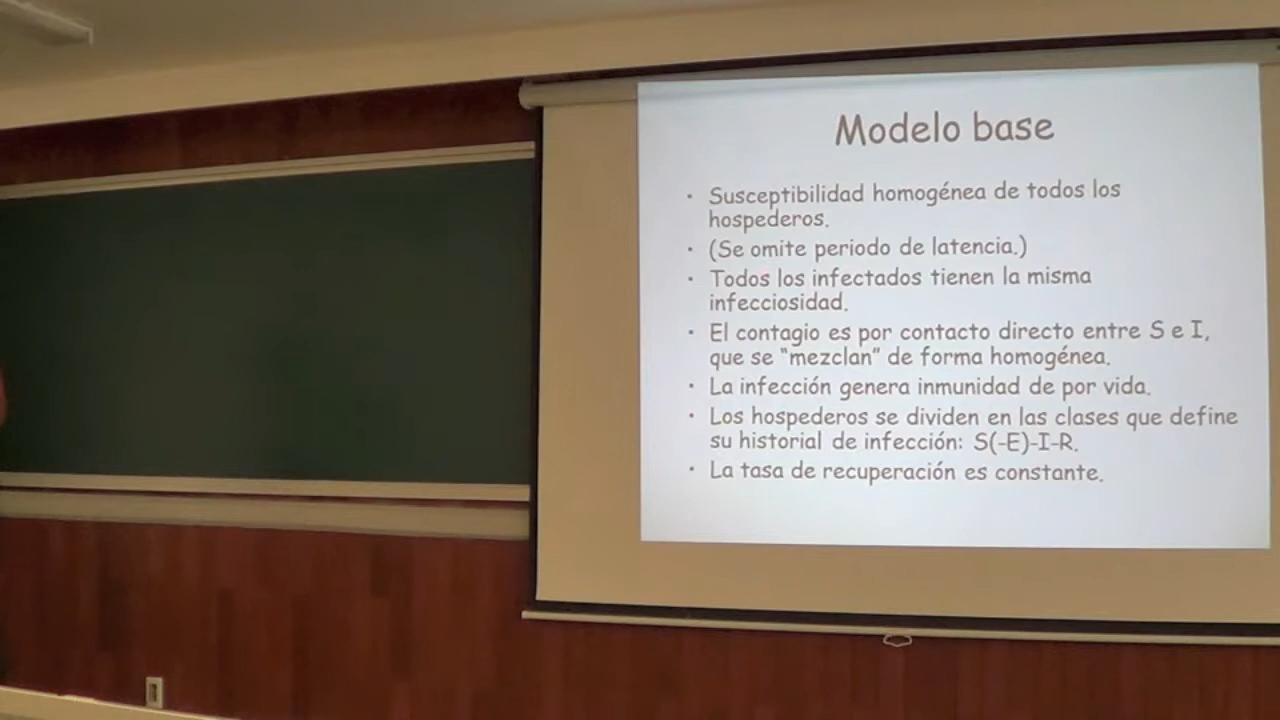 Modelo base
• Susceptibilidad homogénea de todos los
hospederos.
• (Se omite periodo de latencia.)
• Todos los infectados tienen la misma
infecciosidad.
• El contagio es por contacto directo entre S e I,
que se “mezclan” de forma homogénea.
• La infección genera inmunidad de por vida.
• Los hospederos se dividen en las clases que define
su historial de infección: S(-E)-I-R.
• La tasa de recuperación es constante.